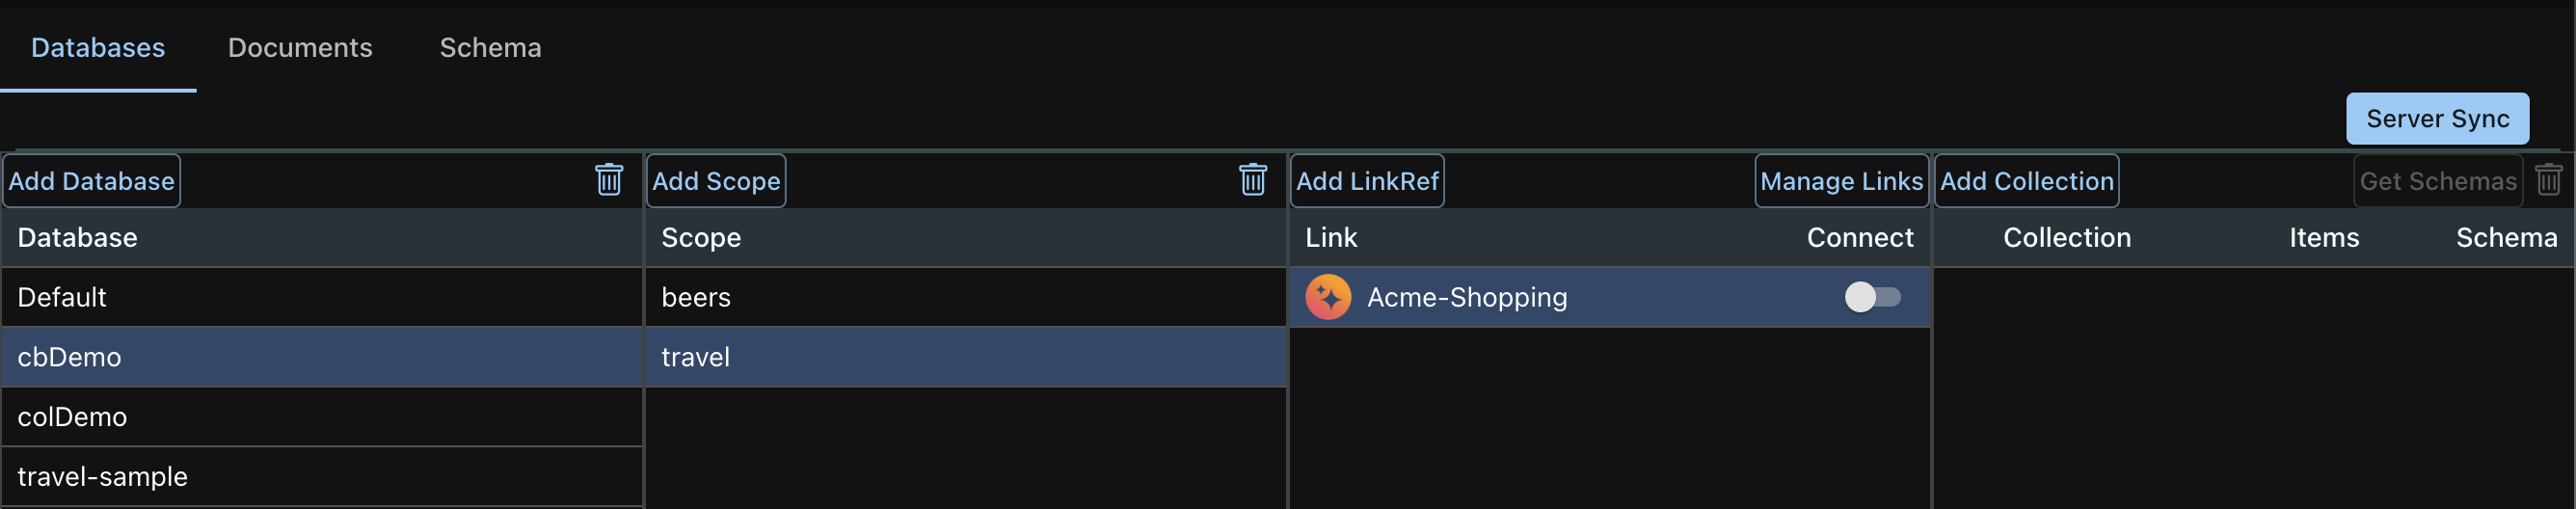 Databases Documents Schema
Server Sync
Add Database Add Scope Add LinkRef Manage Links Add Collection Get Schemas
Database Scope Link Connect Collection Items Schema
Default beers Acme-Shopping
cbDemo travel
colDemo
travel-sample